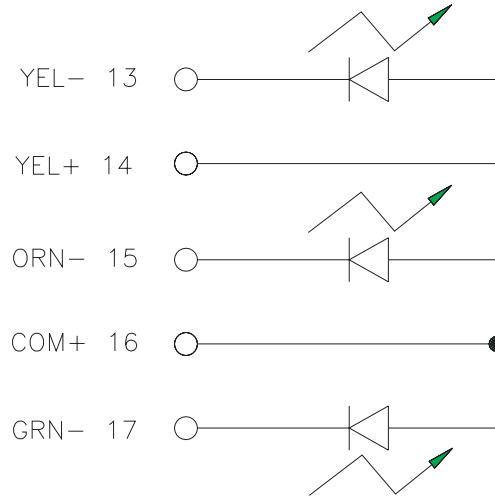 YEL- 13
YEL+ 14
ORN- 15
COM+ 16
GRN- 17